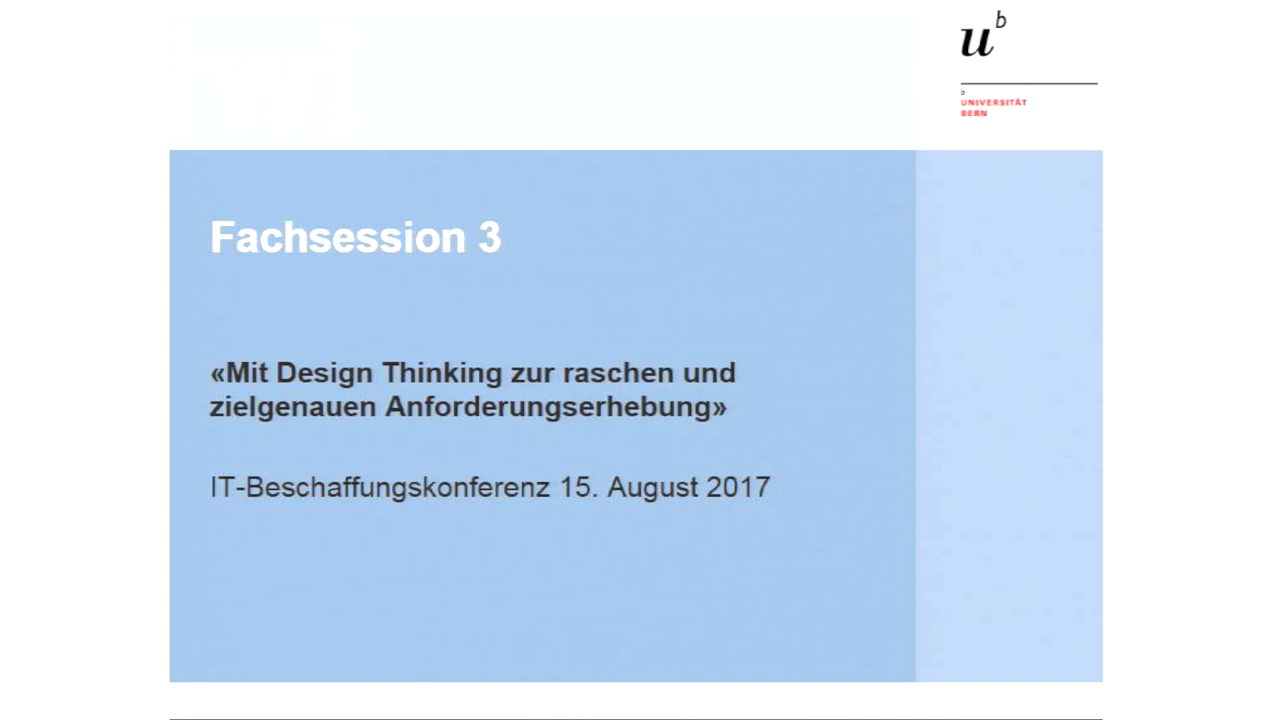 u^b
b
UNIVERSITÄT
BERN
Fachsession 3
«Mit Design Thinking zur raschen und
zielgenauen Anforderungserhebung»
IT-Beschaffungskonferenz 15. August 2017